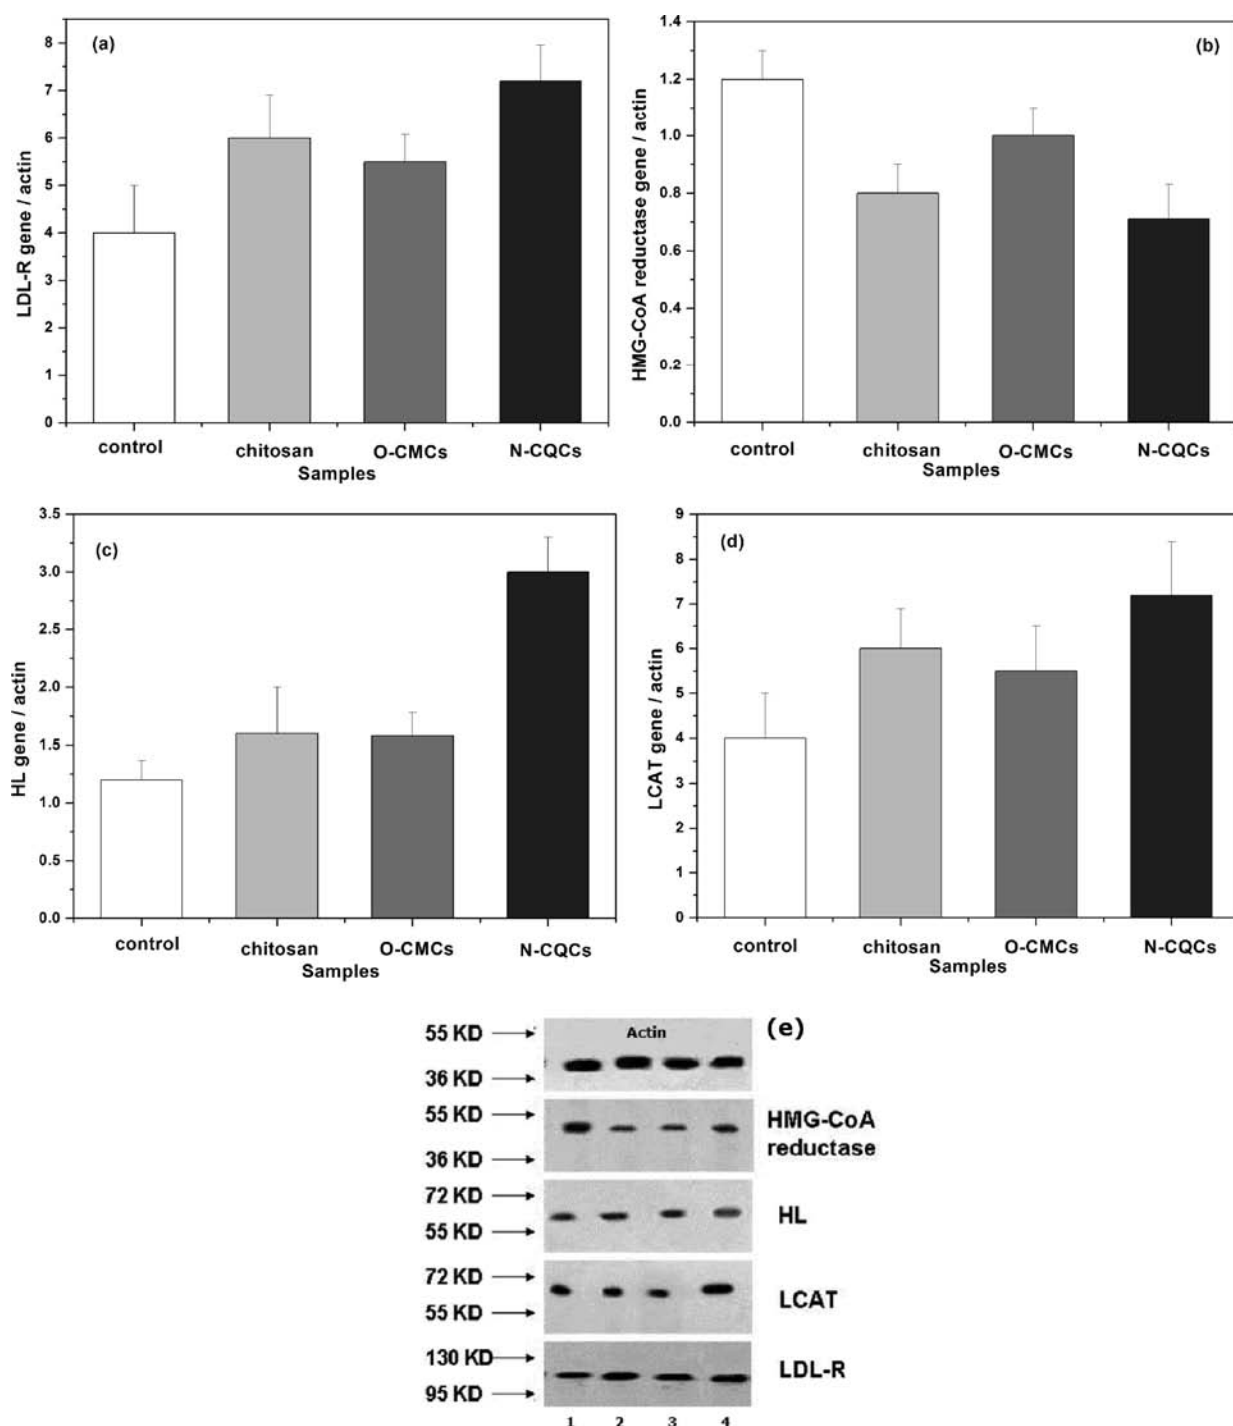 (a)
LDL-R gene / actin
8
7
6
5
4
3
2
1
0
control
chitosan
O-CMCs
N-CQCs
Samples
(b)
HMG-CoA reductase gene / actin
1.4
1.2
1.0
0.8
0.6
0.4
0.2
0.0
control
chitosan
O-CMCs
N-CQCs
Samples
(c)
HL gene / actin
3.5
3.0
2.5
2.0
1.5
1.0
0.5
0.0
control
chitosan
O-CMCs
N-CQCs
Samples
(d)
LCAT gene / actin
9
8
7
6
5
4
3
2
1
0
control
chitosan
O-CMCs
N-CQCs
Samples
(e)
55 KD
Actin
36 KD
55 KD
HMG-CoA
reductase
36 KD
72 KD
HL
55 KD
72 KD
LCAT
55 KD
130 KD
LDL-R
95 KD
1 2 3 4